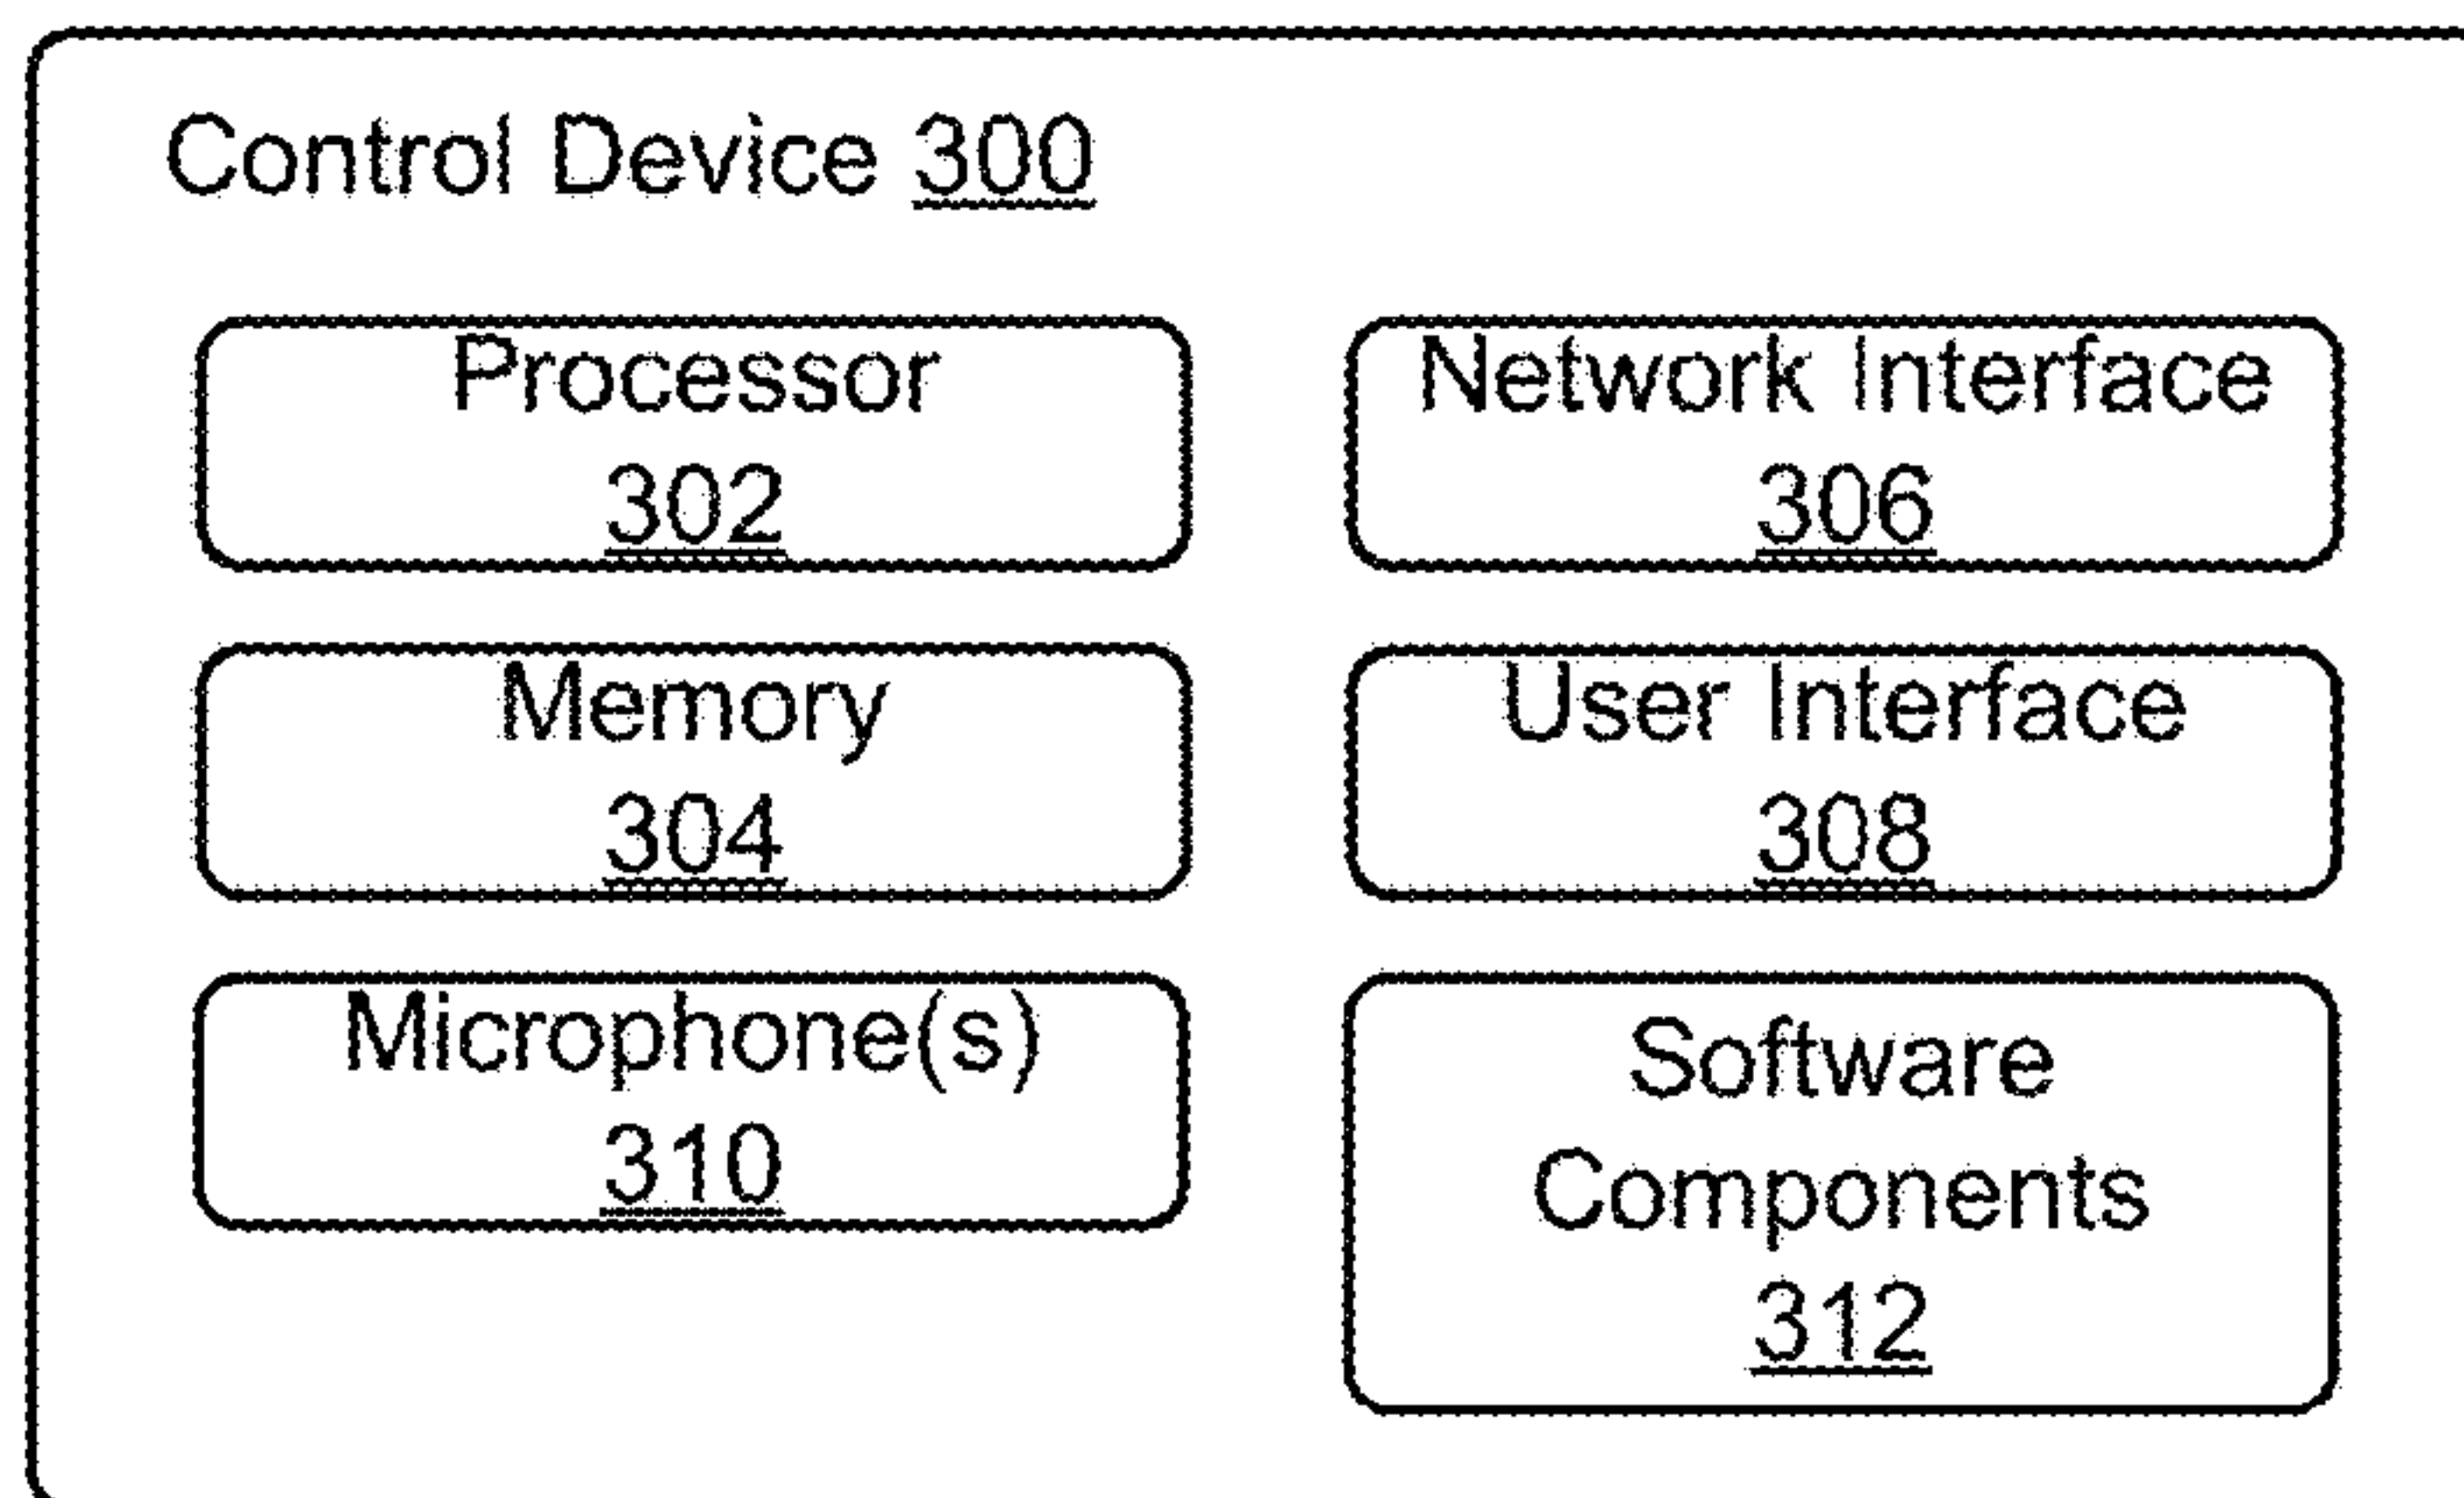 Control Device 300
Processor
302
Network Interface
306
Memory
304
User Interface
308
Microphone(s)
310
Software
Components
312